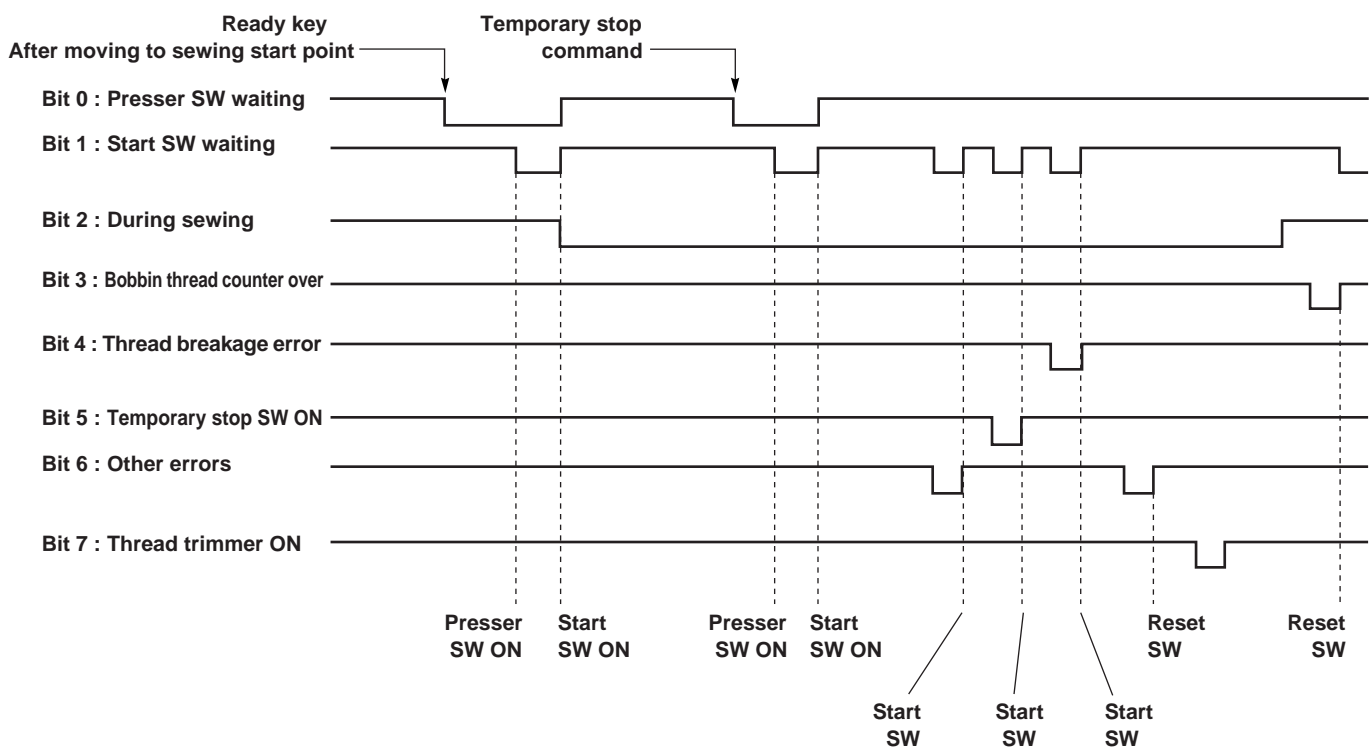 Ready key
After moving to sewing start point
Temporary stop
command
Bit 0 : Presser SW waiting
Bit 1 : Start SW waiting
Bit 2 : During sewing
Bit 3 : Bobbin thread counter over
Bit 4 : Thread breakage error
Bit 5 : Temporary stop SW ON
Bit 6 : Other errors
Bit 7 : Thread trimmer ON
Presser
SW ON
Start
SW ON
Presser
SW ON
Start
SW ON
Reset
SW
Reset
SW
Start
SW
Start
SW
Start
SW